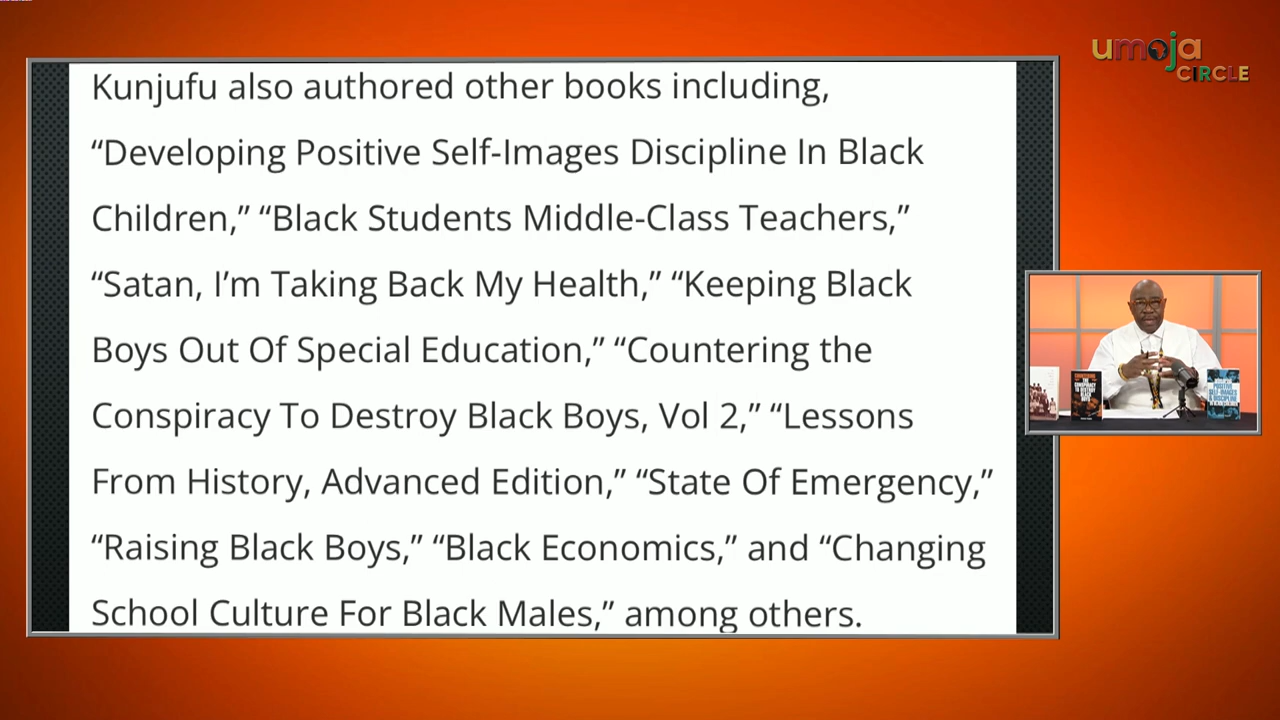 umoja
CIRCLE
Kunjufu also authored other books including,
“Developing Positive Self-Images Discipline In Black
Children,” “Black Students Middle-Class Teachers,”
“Satan, I’m Taking Back My Health,” “Keeping Black
Boys Out Of Special Education,” “Countering the
Conspiracy To Destroy Black Boys, Vol 2,” “Lessons
From History, Advanced Edition,” “State Of Emergency,”
“Raising Black Boys,” “Black Economics,” and “Changing
School Culture For Black Males,” among others.